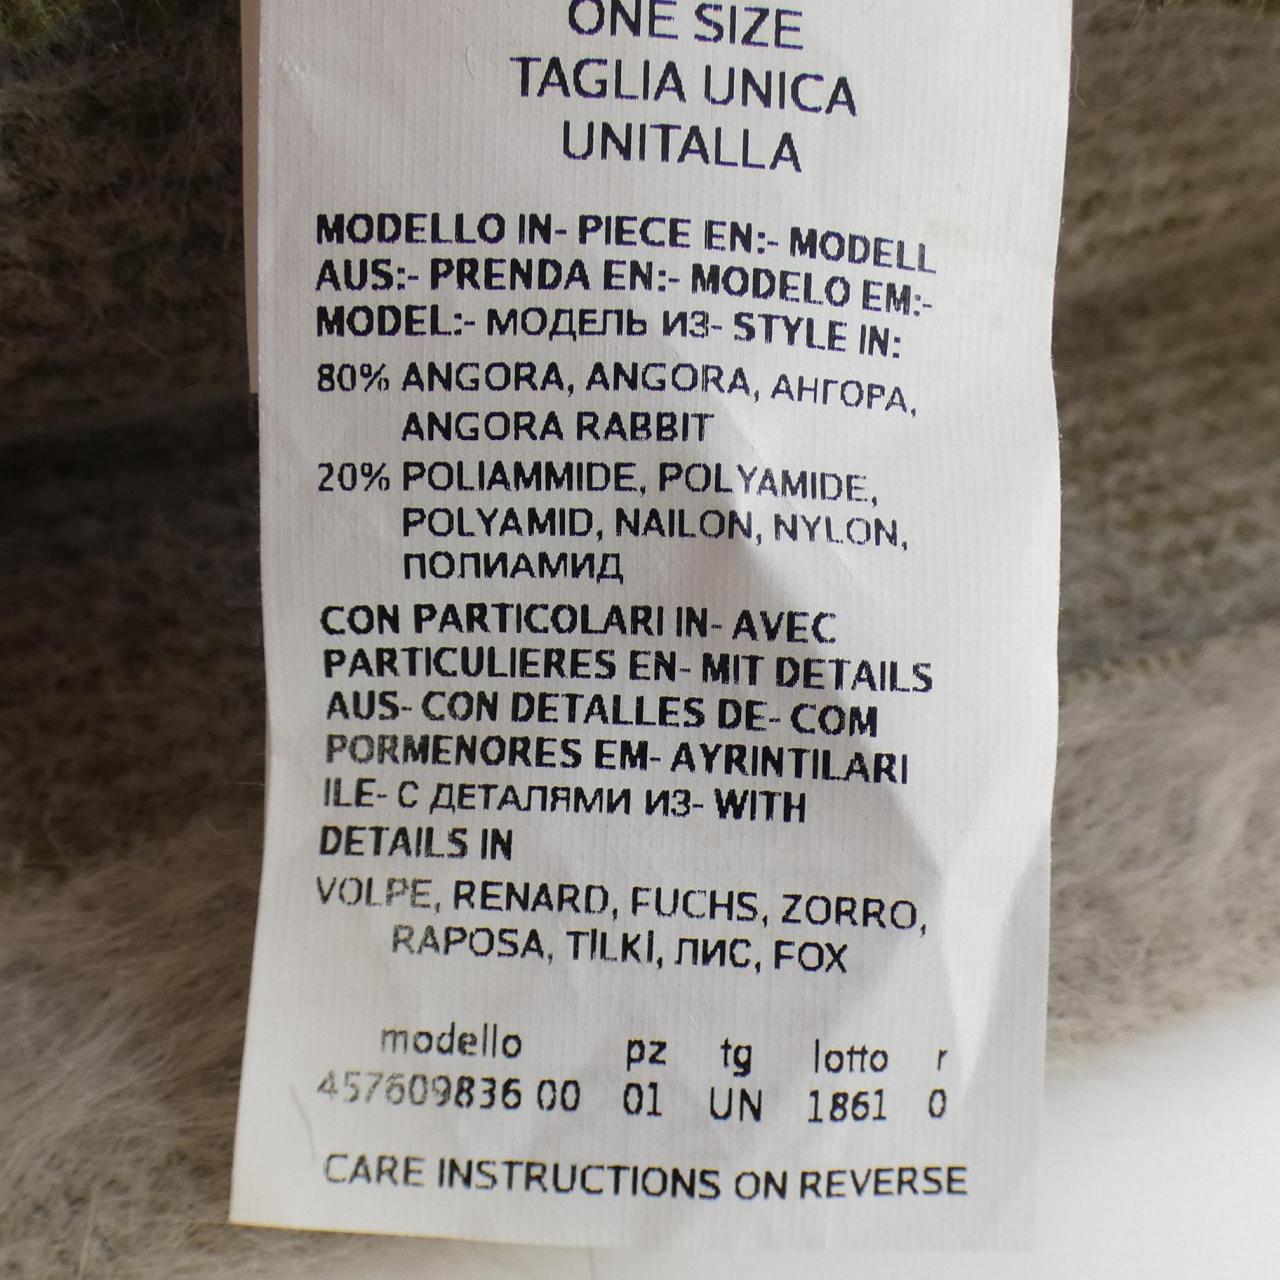 ONE SIZE
TAGLIA UNICA
UNITALLA
MODELLO IN- PIECE EN:- MODELL
AUS:- PRENDA EN:- MODELO EM:-
MODEL:- МОДЕЛЬ ИЗ- STYLE IN:
80% ANGORA, ANGORA, АНГОРА,
ANGORA RABBIT
20% POLIAMMIDE, POLYAMIDE,
POLYAMID, NAILON, NYLON,
ПОЛИАМИД
CON PARTICOLARI IN- AVEC
PARTICULIERES EN- MIT DETAILS
AUS- CON DETALLES DE- COM
PORMENORES EM- AYRINTILARI
ILE- С ДЕТАЛЯМИ ИЗ- WITH
DETAILS IN
VOLPE, RENARD, FUCHS, ZORRO,
RAPOSA, TİLKİ, ЛИС, FOX
modello pz tg lotto r
457609836 00 01 UN 1861 0
CARE INSTRUCTIONS ON REVERSE